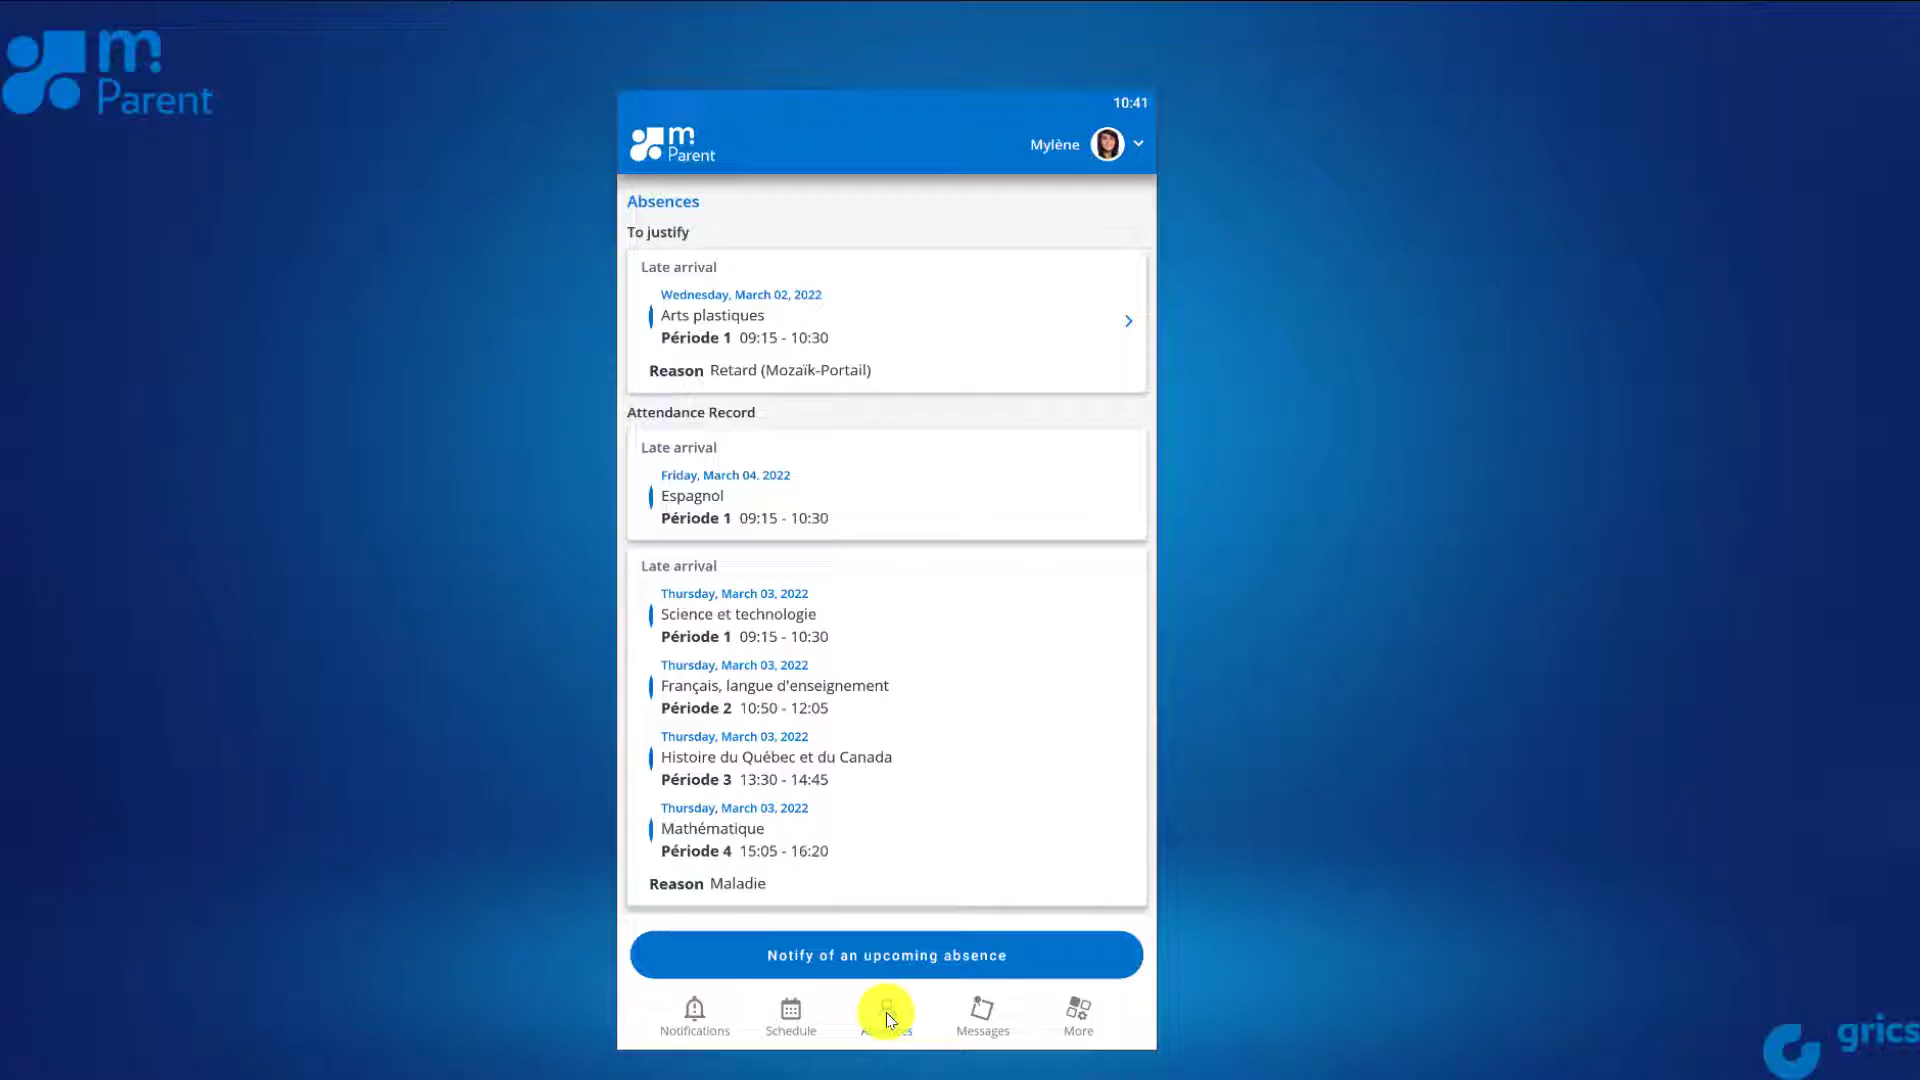 m!
Parent
10:41
m!
Parent
Mylène
Absences
To justify
Late arrival
Wednesday, March 02, 2022
Arts plastiques
Période 1 09:15 - 10:30
Reason Retard (Mozaïk-Portail)
Attendance Record
Late arrival
Friday, March 04, 2022
Espagnol
Période 1 09:15 - 10:30
Late arrival
Thursday, March 03, 2022
Science et technologie
Période 1 09:15 - 10:30
Thursday, March 03, 2022
Français, langue d'enseignement
Période 2 10:50 - 12:05
Thursday, March 03, 2022
Histoire du Québec et du Canada
Période 3 13:30 - 14:45
Thursday, March 03, 2022
Mathématique
Période 4 15:05 - 16:20
Reason Maladie
Notify of an upcoming absence
Notifications Schedule Absences Messages More
grics